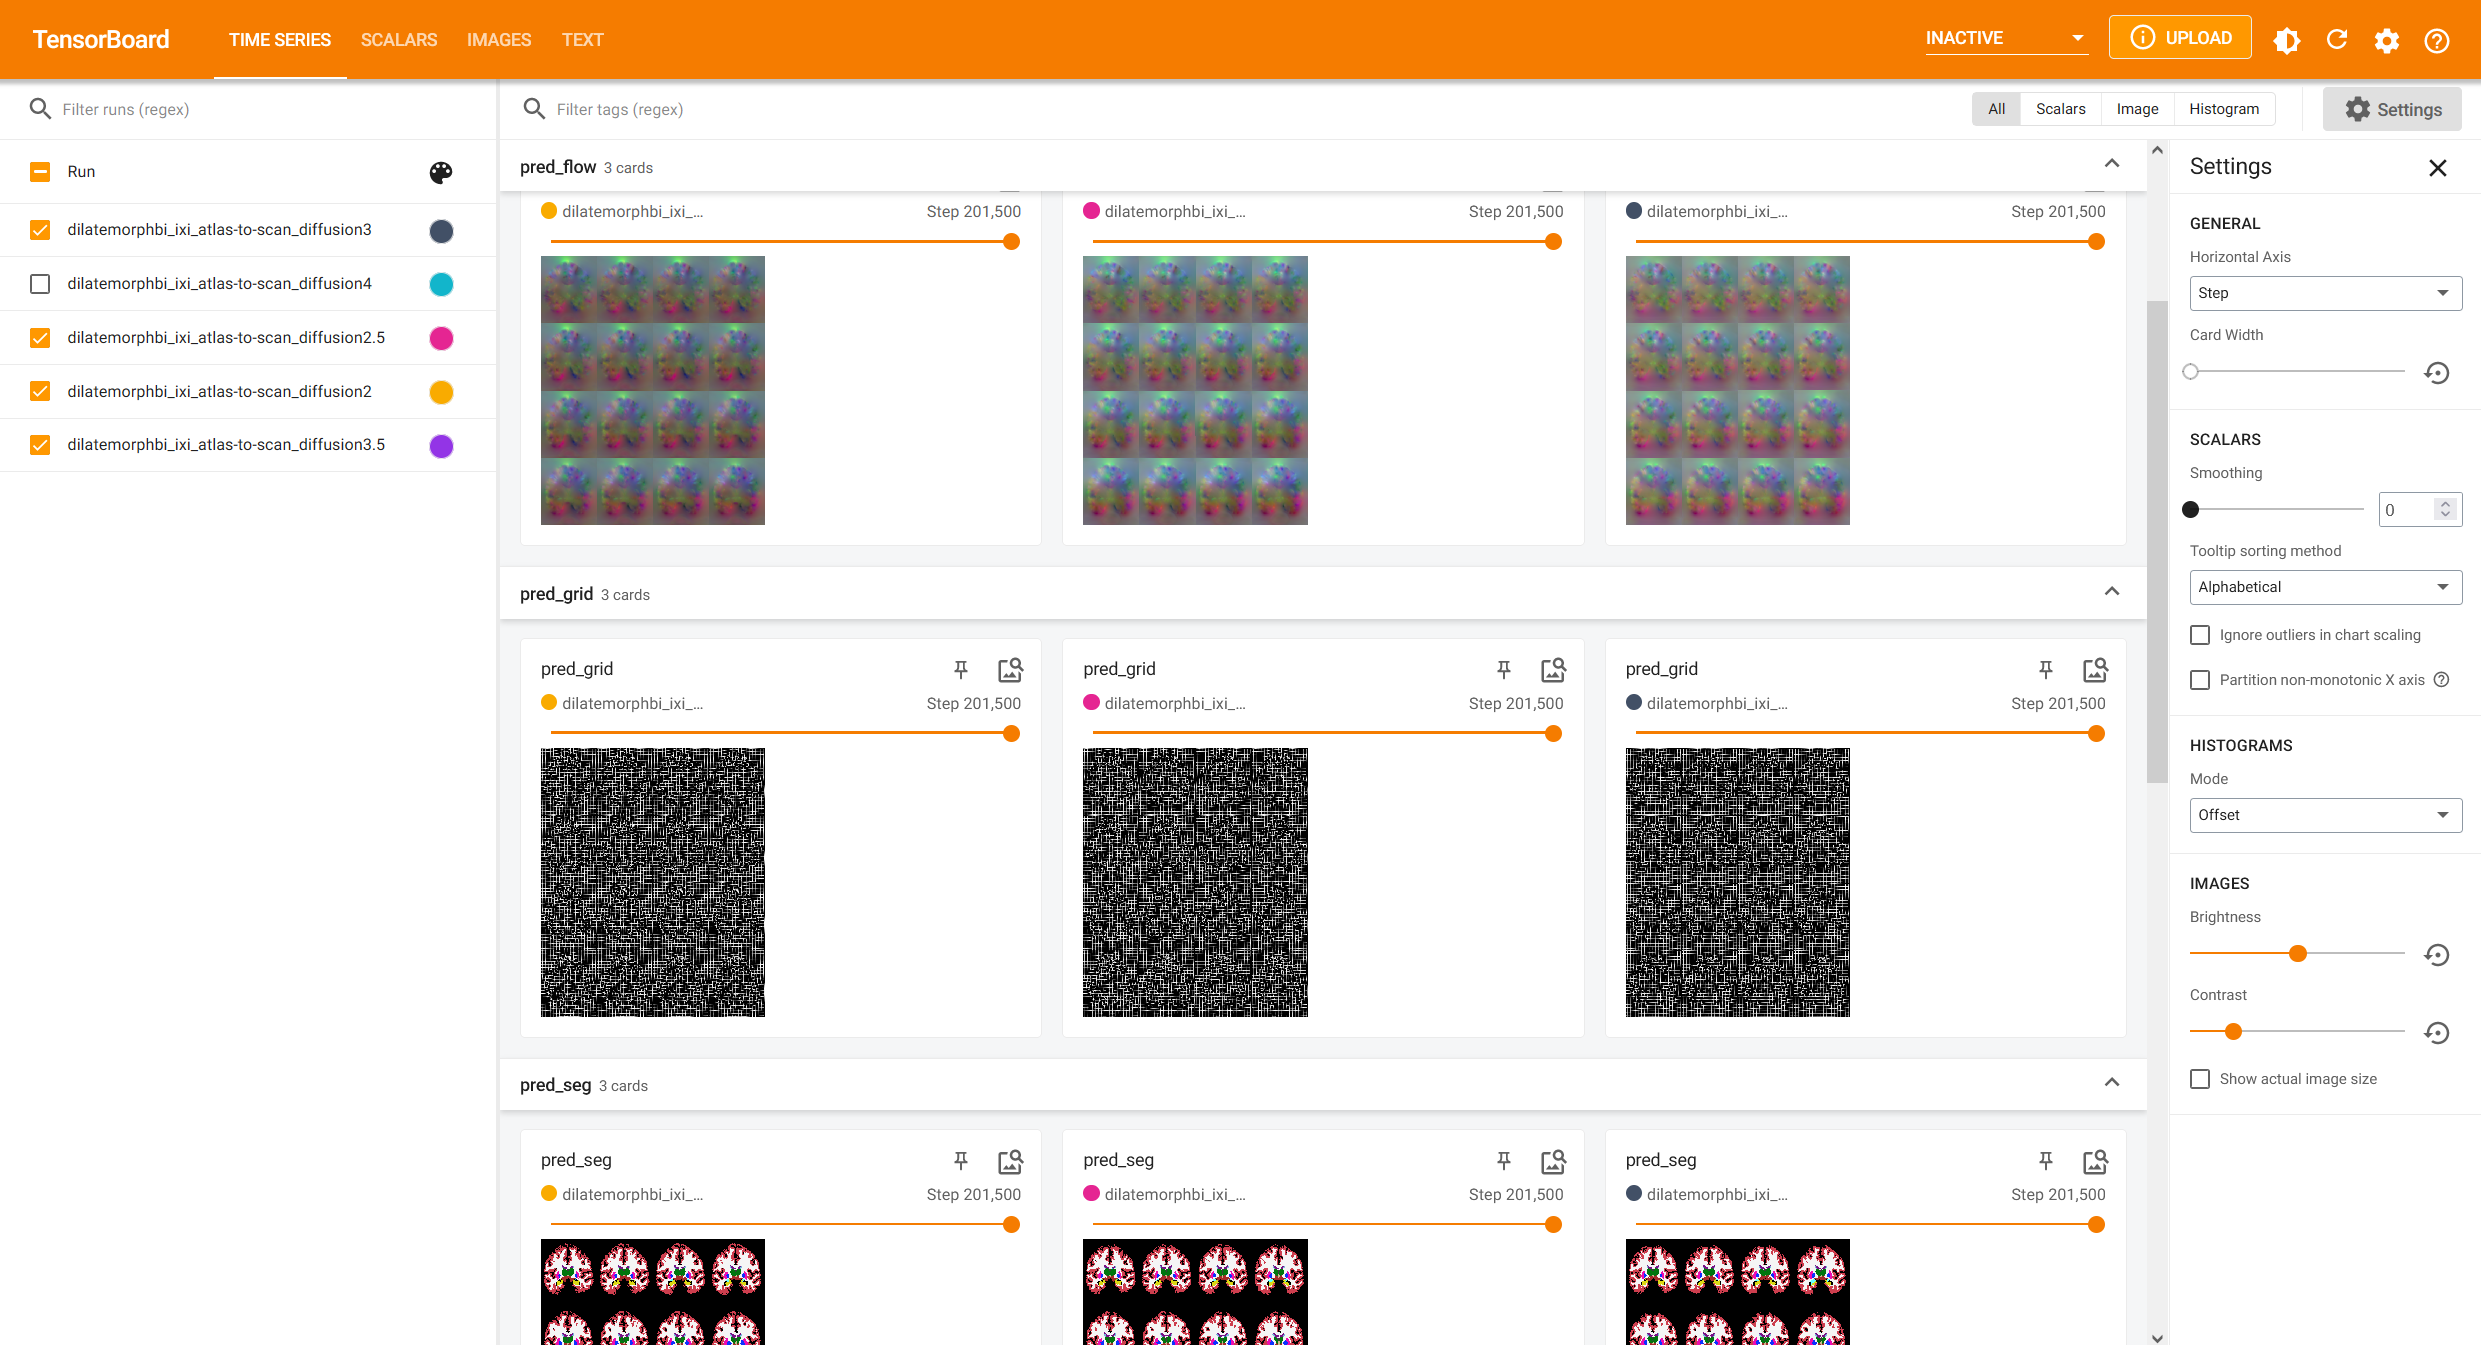 TensorBoard TIME SERIES SCALARS IMAGES TEXT INACTIVE UPLOAD
Filter runs (regex)
Run
dilatemorphbi_ixi_atlas-to-scan_diffusion3
dilatemorphbi_ixi_atlas-to-scan_diffusion4
dilatemorphbi_ixi_atlas-to-scan_diffusion2.5
dilatemorphbi_ixi_atlas-to-scan_diffusion2
dilatemorphbi_ixi_atlas-to-scan_diffusion3.5
Filter tags (regex) All Scalars Image Histogram Settings
pred_flow 3 cards
dilatemorphbi_ixi_... Step 201,500 dilatemorphbi_ixi_... Step 201,500 dilatemorphbi_ixi_... Step 201,500
pred_grid 3 cards
pred_grid pred_grid pred_grid
dilatemorphbi_ixi_... Step 201,500 dilatemorphbi_ixi_... Step 201,500 dilatemorphbi_ixi_... Step 201,500
pred_seg 3 cards
pred_seg pred_seg pred_seg
dilatemorphbi_ixi_... Step 201,500 dilatemorphbi_ixi_... Step 201,500 dilatemorphbi_ixi_... Step 201,500
Settings
GENERAL
Horizontal Axis
Step
Card Width
SCALARS
Smoothing
0
Tooltip sorting method
Alphabetical
Ignore outliers in chart scaling
Partition non-monotonic X axis
HISTOGRAMS
Mode
Offset
IMAGES
Brightness
Contrast
Show actual image size